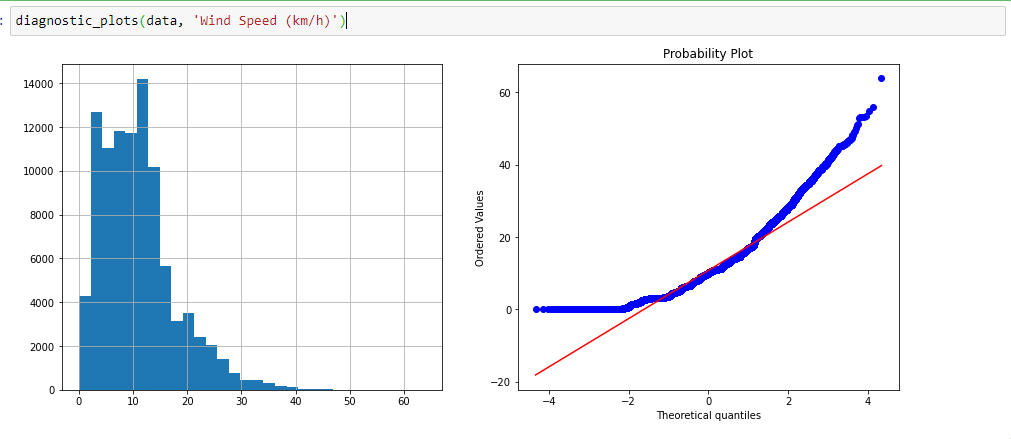 : diagnostic_plots(data, 'Wind Speed (km/h)')
Probability Plot
14000
12000
10000
8000
6000
4000
2000
0
0 10 20 30 40 50 60
Ordered Values
60
40
20
0
−20
−4 −2 0 2 4
Theoretical quantiles